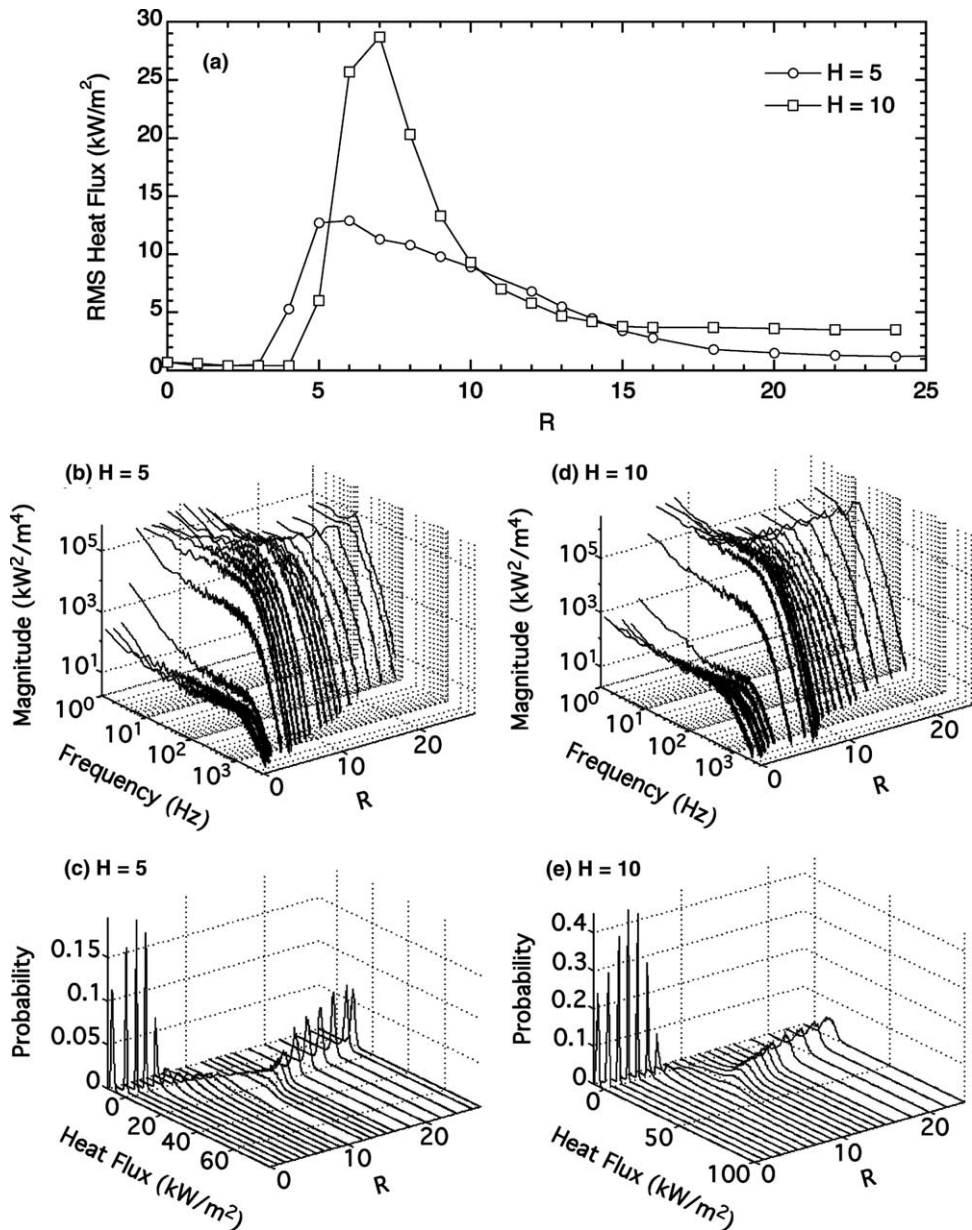 (a)
RMS Heat Flux (kW/m²)
30
25
20
15
10
5
0
H = 5
H = 10
0 5 10 15 20 25
R
(b) H = 5
Magnitude (kW²/m⁴)
10⁵
10³
10¹
10⁰
10¹
10²
10³
Frequency (Hz)
0
10
20
R
(d) H = 10
Magnitude (kW²/m⁴)
10⁵
10³
10¹
10⁰
10¹
10²
10³
Frequency (Hz)
0
10
20
R
(c) H = 5
Probability
0.15
0.1
0.05
0
0
20
40
60
Heat Flux (kW/m²)
0
10
20
R
(e) H = 10
Probability
0.4
0.3
0.2
0.1
0
0
50
100
Heat Flux (kW/m²)
0
10
20
R